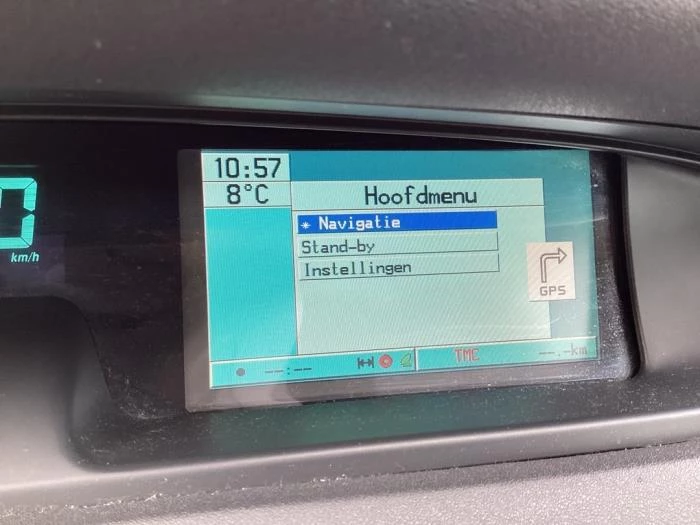 10:57
8°C
Hoofdmenu
✳ Navigatie
Stand-by
Instellingen
GPS
km/h
--:--
TMC
--.-km